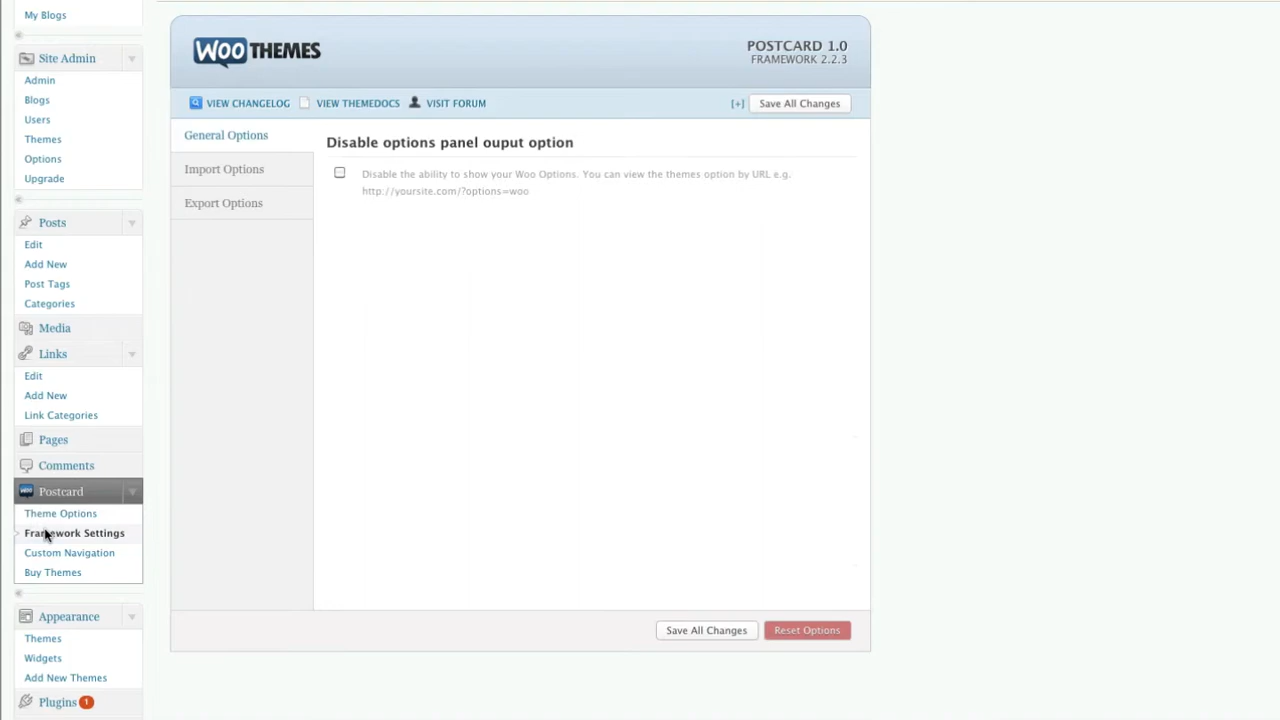 My Blogs
Site Admin
Admin
Blogs
Users
Themes
Options
Upgrade
Posts
Edit
Add New
Post Tags
Categories
Media
Links
Edit
Add New
Link Categories
Pages
Comments
WOO Postcard
Theme Options
Framework Settings
Custom Navigation
Buy Themes
Appearance
Themes
Widgets
Add New Themes
Plugins 1
WOOTHEMES
POSTCARD 1.0
FRAMEWORK 2.2.3
VIEW CHANGELOG VIEW THEMEDOCS VISIT FORUM [+] Save All Changes
General Options
Import Options
Export Options
Disable options panel ouput option
Disable the ability to show your Woo Options. You can view the themes option by URL e.g.
http://yoursite.com/?options=woo
Save All Changes Reset Options